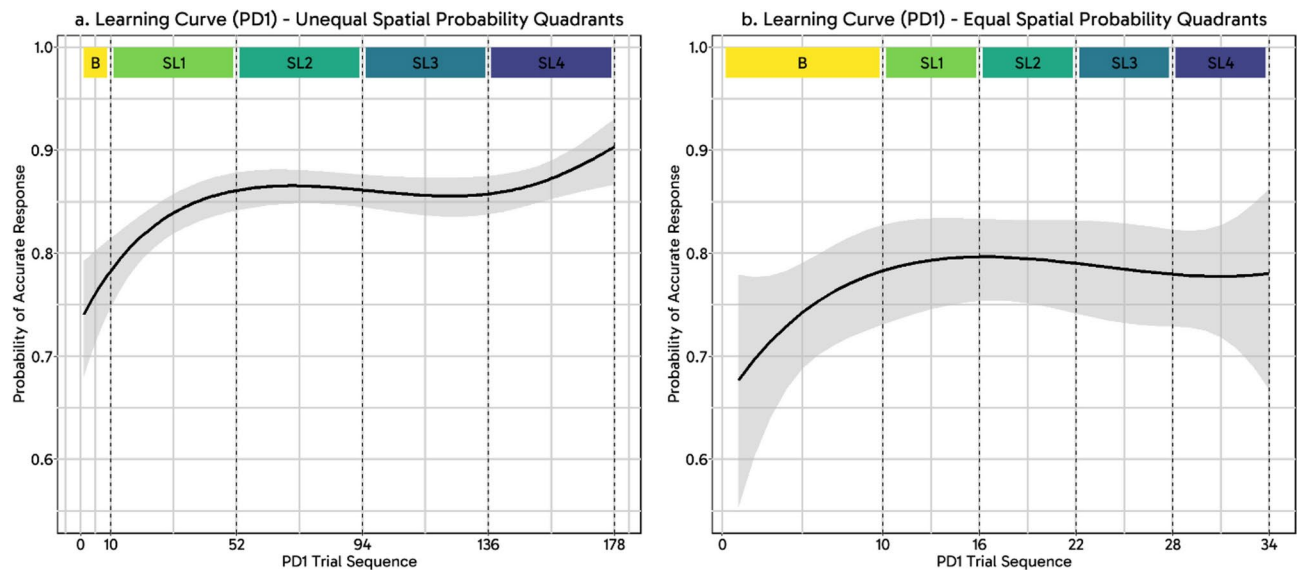 a. Learning Curve (PD1) - Unequal Spatial Probability Quadrants
1.0
B SL1 SL2 SL3 SL4
0.9
0.8
0.7
0.6
Probability of Accurate Response
0 10 52 94 136 178
PD1 Trial Sequence
b. Learning Curve (PD1) - Equal Spatial Probability Quadrants
1.0
B SL1 SL2 SL3 SL4
0.9
0.8
0.7
0.6
Probability of Accurate Response
0 10 16 22 28 34
PD1 Trial Sequence